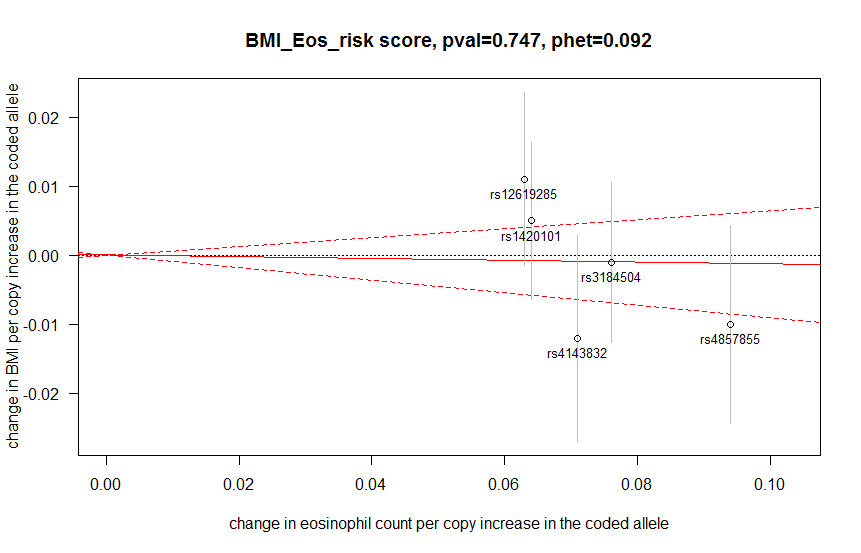 BMI_Eos_risk score, pval=0.747, phet=0.092
change in BMI per copy increase in the coded allele
0.02
0.01
0.00
-0.01
-0.02
rs12619285
rs1420101
rs3184504
rs4143832
rs4857855
0.00 0.02 0.04 0.06 0.08 0.10
change in eosinophil count per copy increase in the coded allele